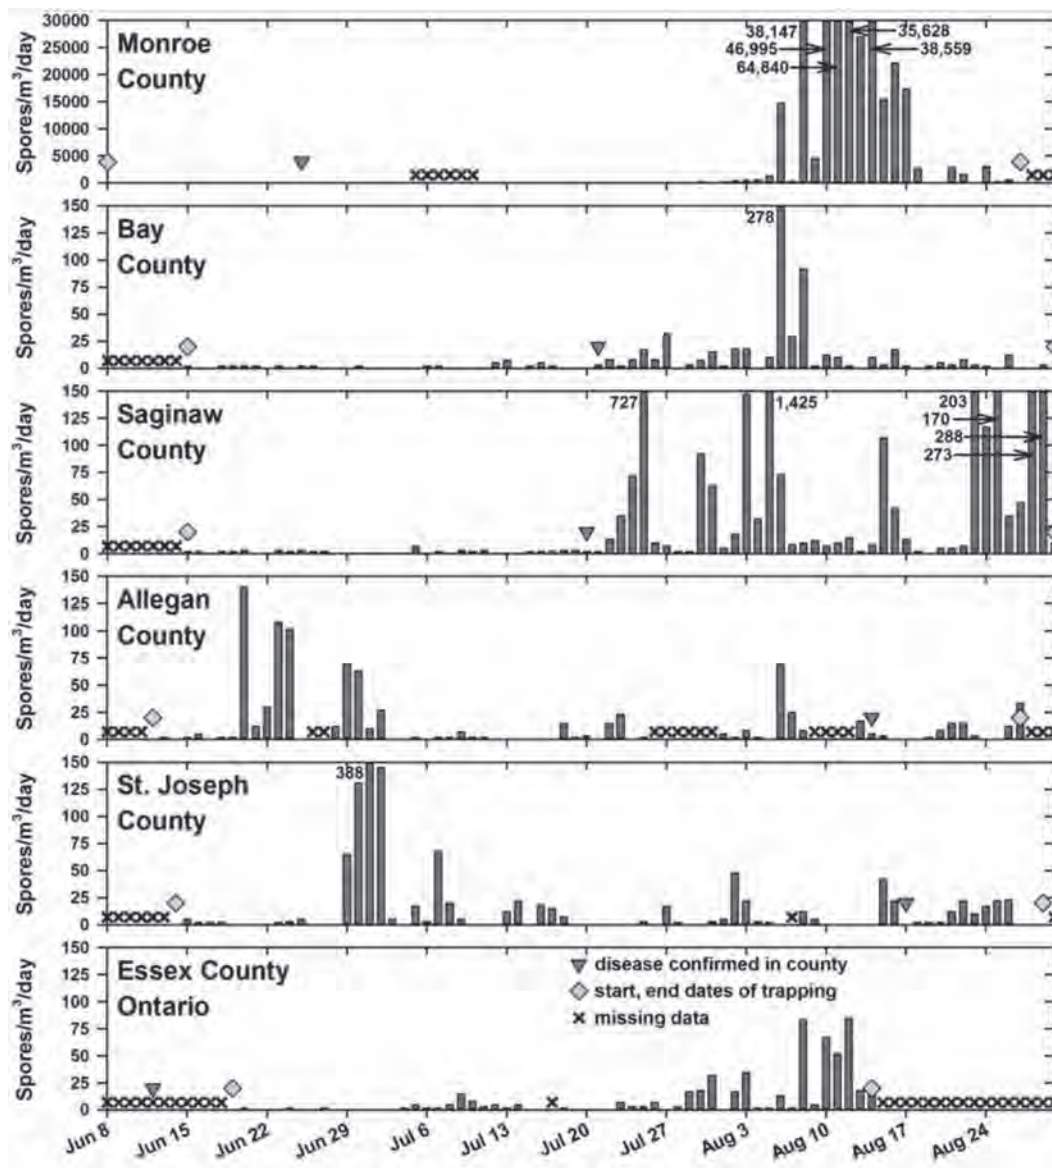 Spores/m³/day
30000
25000
20000
15000
10000
5000
0
Monroe
County
38,147
35,628
46,995
38,559
64,840
Spores/m³/day
150
125
100
75
50
25
0
Bay
County
278
Spores/m³/day
150
125
100
75
50
25
0
Saginaw
County
727
1,425
203
170
288
273
Spores/m³/day
150
125
100
75
50
25
0
Allegan
County
Spores/m³/day
150
125
100
75
50
25
0
St. Joseph
County
388
Spores/m³/day
150
125
100
75
50
25
0
Essex County
Ontario
disease confirmed in county
start, end dates of trapping
missing data
Jun 8
Jun 15
Jun 22
Jun 29
Jul 6
Jul 13
Jul 20
Jul 27
Aug 3
Aug 10
Aug 17
Aug 24